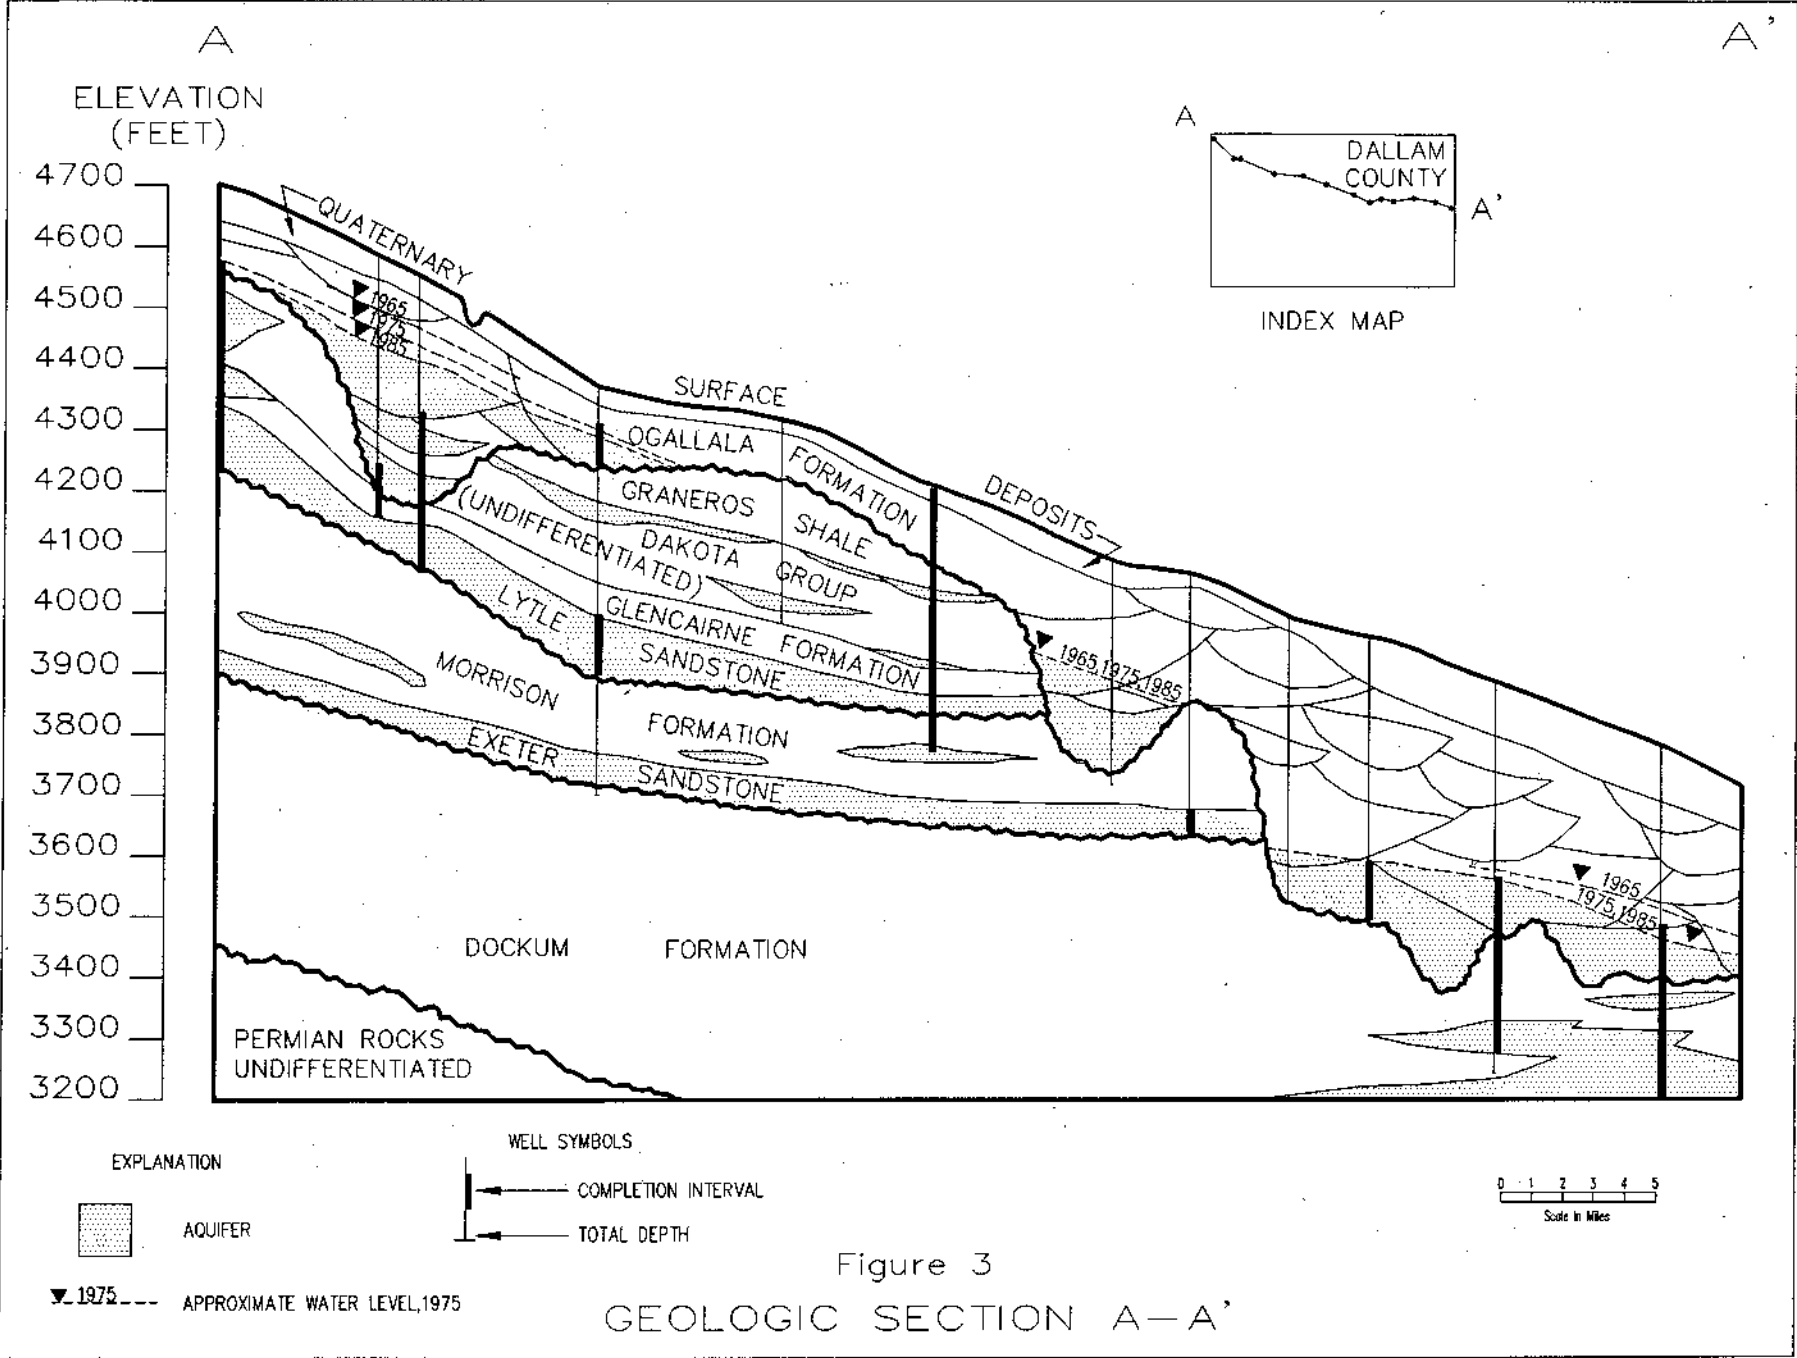 A
A'
ELEVATION
(FEET)
4700
4600
4500
4400
4300
4200
4100
4000
3900
3800
3700
3600
3500
3400
3300
3200
A
DALLAM
COUNTY
A'
INDEX MAP
QUATERNARY
SURFACE
DEPOSITS
1965
1975
1985
OGALLALA FORMATION
GRANEROS SHALE
DAKOTA GROUP
(UNDIFFERENTIATED)
GLENCAIRNE FORMATION
LYTLE SANDSTONE
1965,1975,1985
MORRISON FORMATION
EXETER SANDSTONE
1965
1975,1985
DOCKUM FORMATION
PERMIAN ROCKS
UNDIFFERENTIATED
EXPLANATION
AQUIFER
1975
APPROXIMATE WATER LEVEL,1975
WELL SYMBOLS
COMPLETION INTERVAL
TOTAL DEPTH
0 1 2 3 4 5
Scale in Miles
Figure 3
GEOLOGIC SECTION A-A'